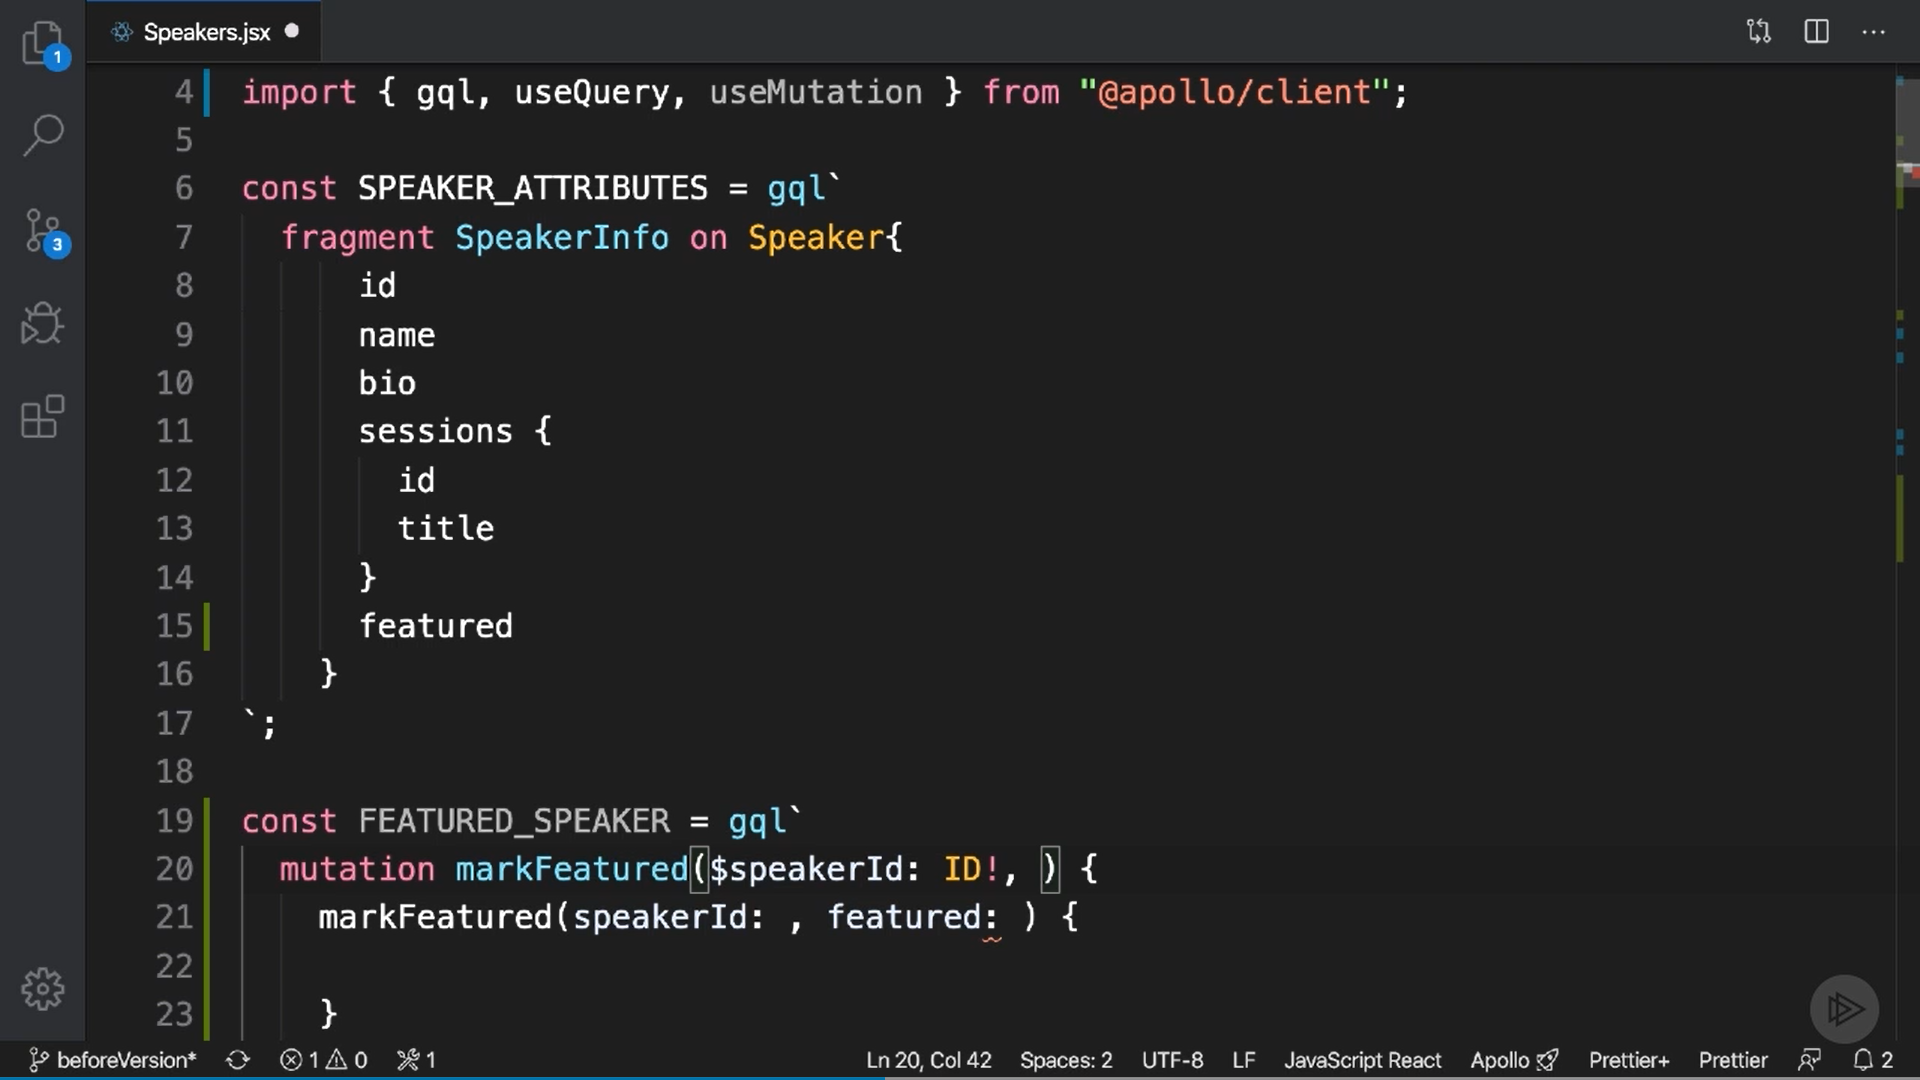 Speakers.jsx
1
3
4 import { gql, useQuery, useMutation } from "@apollo/client";
5
6 const SPEAKER_ATTRIBUTES = gql`
7 fragment SpeakerInfo on Speaker{
8 id
9 name
10 bio
11 sessions {
12 id
13 title
14 }
15 featured
16 }
17 `;
18
19 const FEATURED_SPEAKER = gql`
20 mutation markFeatured($speakerId: ID!, ) {
21 markFeatured(speakerId: , featured: ) {
22
23 }
beforeVersion* 1 0 1 Ln 20, Col 42 Spaces: 2 UTF-8 LF JavaScript React Apollo Prettier+ Prettier 2